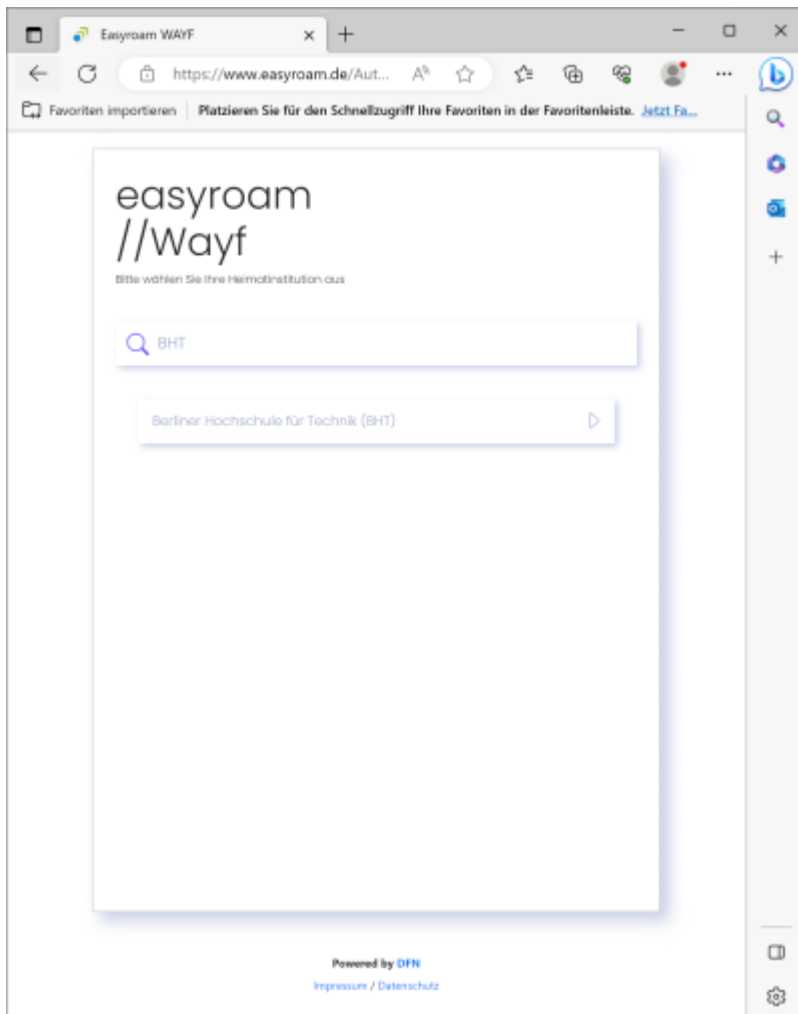 Easyroam WAYF
https://www.easyroam.de/Aut...
Favoriten importieren | Platzieren Sie für den Schnellzugriff Ihre Favoriten in der Favoritenleiste. Jetzt Fa...
easyroam
//Wayf
Bitte wählen Sie Ihre Heimatinstitution aus
BHT
Berliner Hochschule für Technik (BHT)
Powered by DFN
Impressum / Datenschutz